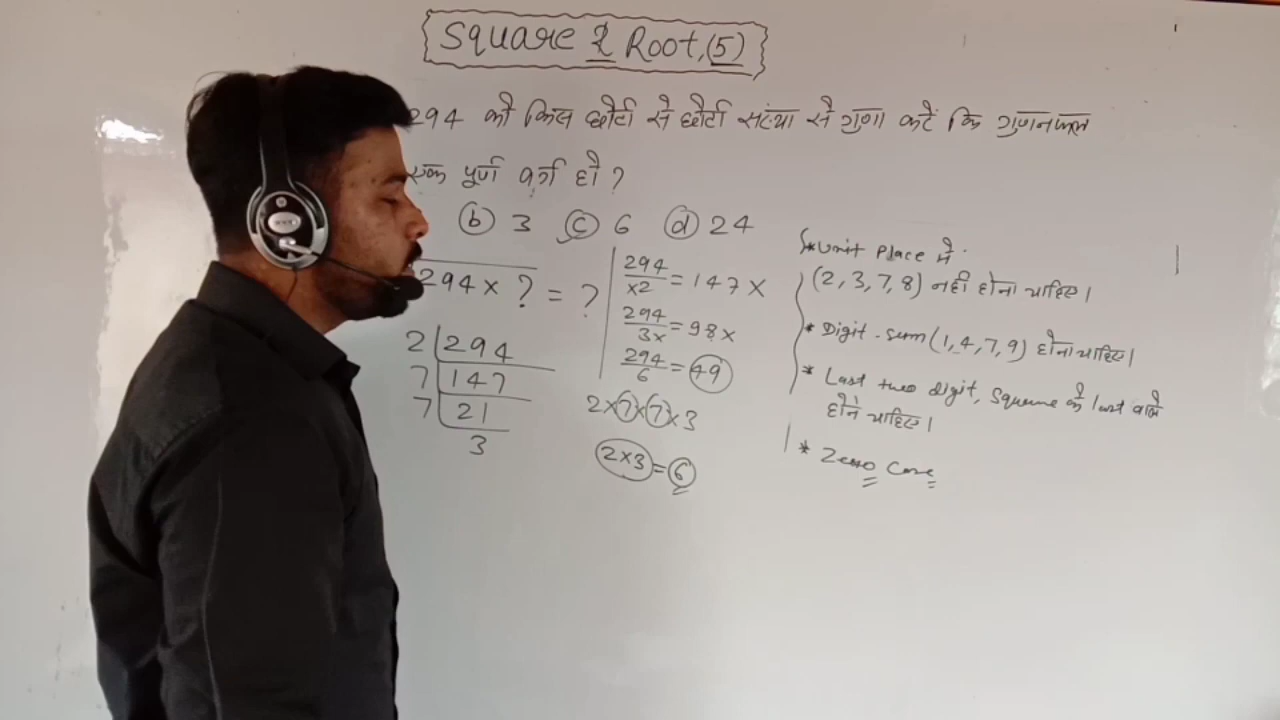 Square & Root, (5)
294 को किस छोटी से छोटी संख्या से गुणा करें कि गुणनफल
एक पूर्ण वर्ग हो ?
(b) 3 (c) 6 (d) 24
294 × ? = ?
2 | 294
7 | 147
7 | 21
3
294/×2 = 147 ×
294/3× = 98 ×
294/6 = 49
2×7×7×3
2×3 = 6
* Unit Place में
(2, 3, 7, 8) नहीं होना चाहिए।
* Digit-Sum (1, 4, 7, 9) होना चाहिए।
* Last two digit, Square के last वाले
होने चाहिए।
* Zero Care
hp